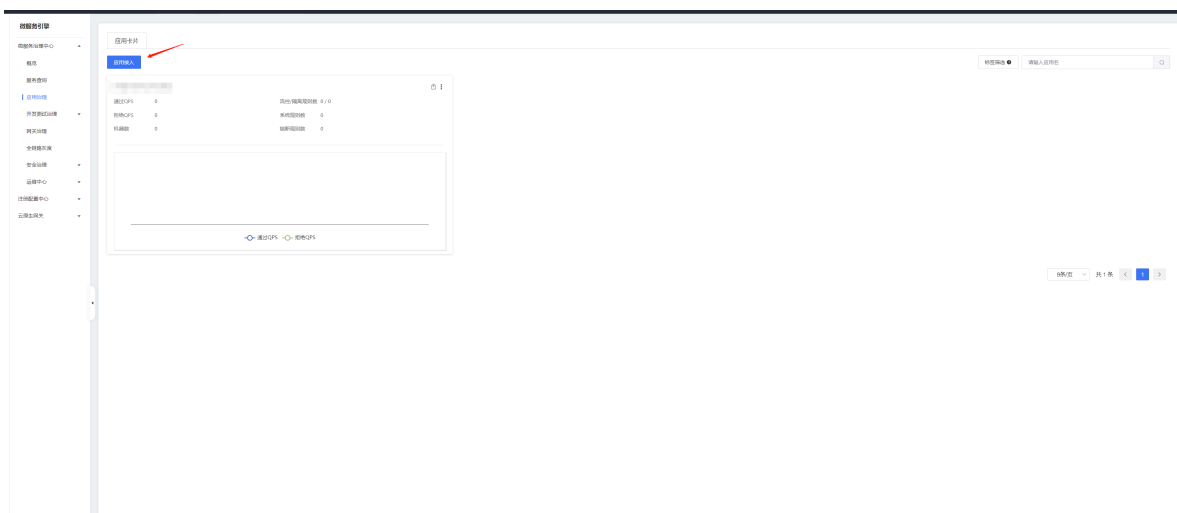 微服务引擎
微服务治理中心
概览
服务查询
应用治理
开发测试治理
网关治理
全链路灰度
安全治理
运维中心
注册配置中心
云原生网关
应用卡片
应用接入
标签筛选
请输入应用名
通过QPS 0
流控/隔离规则数 0 / 0
拒绝QPS 0
系统规则数 0
机器数 0
熔断规则数 0
通过QPS 拒绝QPS
9条/页 共 1 条 1